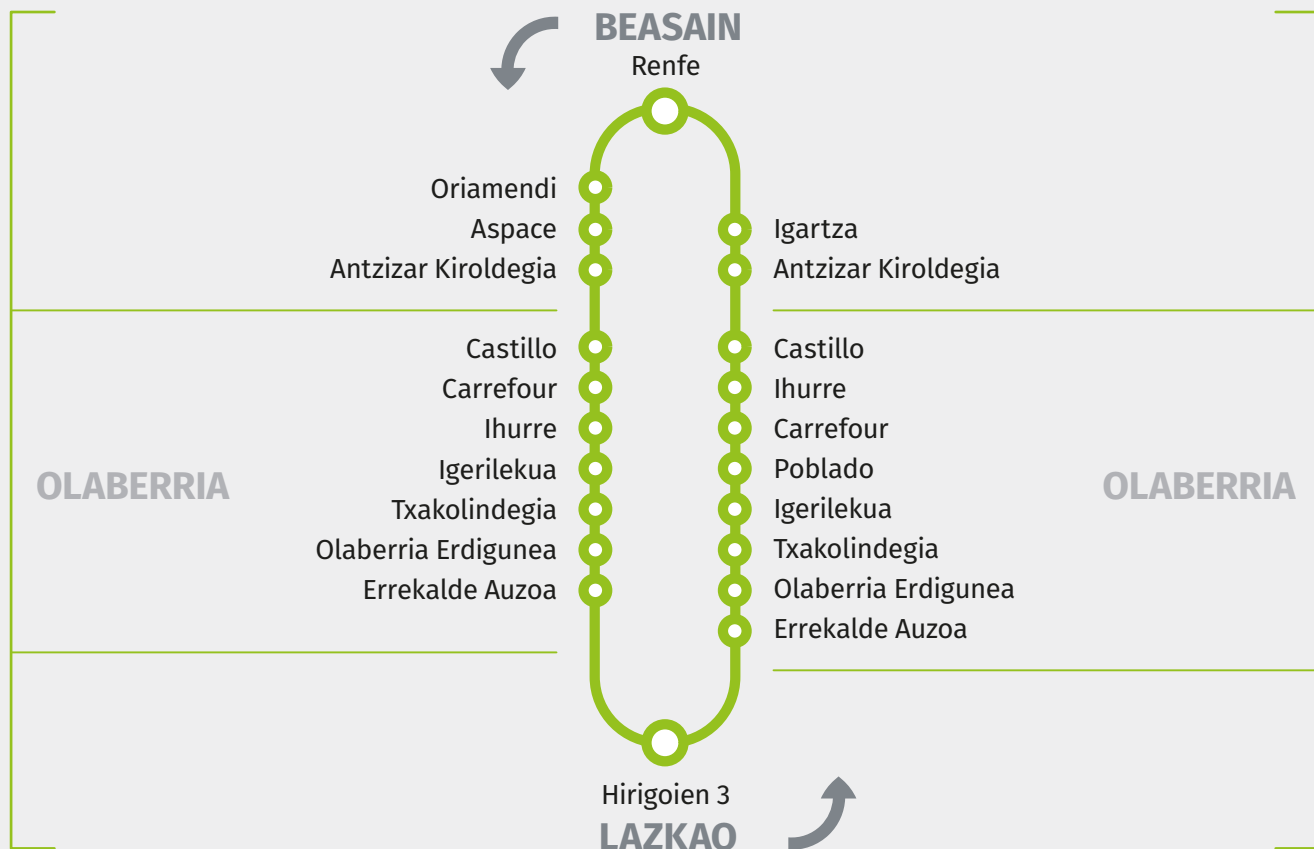 BEASAIN
Renfe
Oriamendi
Aspace
Antzizar Kiroldegia
Castillo
Carrefour
Ihurre
Igerilekua
Txakolindegia
Olaberria Erdigunea
Errekalde Auzoa
OLABERRIA
Igartza
Antzizar Kiroldegia
Castillo
Ihurre
Carrefour
Poblado
Igerilekua
Txakolindegia
Olaberria Erdigunea
Errekalde Auzoa
OLABERRIA
Hirigoien 3
LAZKAO